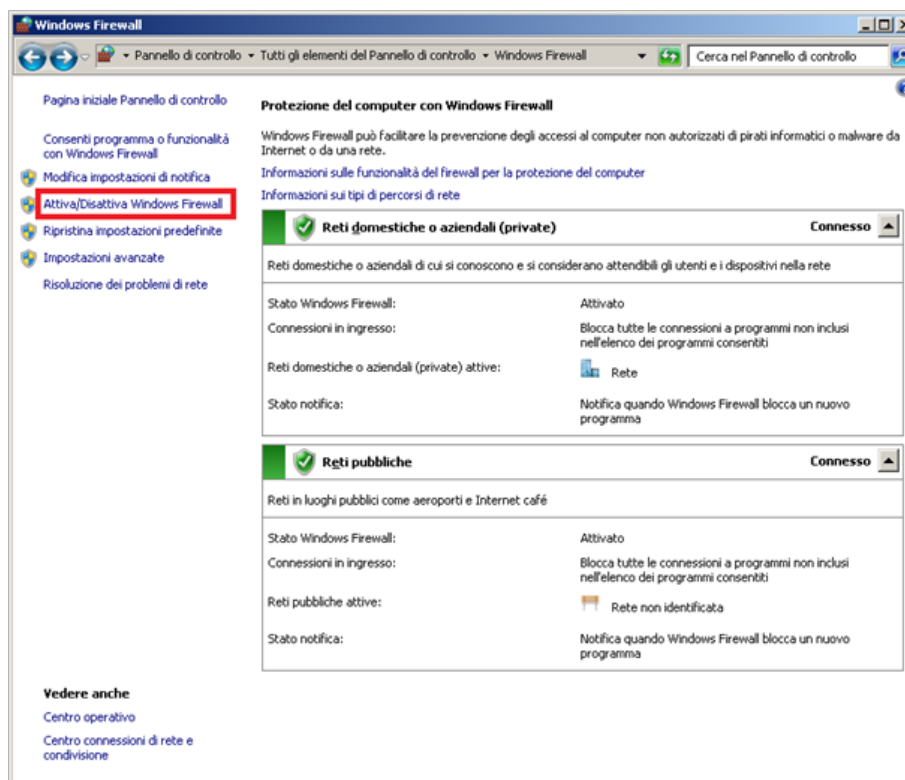 Windows Firewall
Pannello di controllo Tutti gli elementi del Pannello di controllo Windows Firewall
Cerca nel Pannello di controllo
Pagina iniziale Pannello di controllo
Consenti programma o funzionalità
con Windows Firewall
Modifica impostazioni di notifica
Attiva/Disattiva Windows Firewall
Ripristina impostazioni predefinite
Impostazioni avanzate
Risoluzione dei problemi di rete
Protezione del computer con Windows Firewall
Windows Firewall può facilitare la prevenzione degli accessi al computer non autorizzati di pirati informatici o malware da
Internet o da una rete.
Informazioni sulle funzionalità del firewall per la protezione del computer
Informazioni sui tipi di percorsi di rete
Reti domestiche o aziendali (private) Connesso
Reti domestiche o aziendali di cui si conoscono e si considerano attendibili gli utenti e i dispositivi nella rete
Stato Windows Firewall: Attivato
Connessioni in ingresso: Blocca tutte le connessioni a programmi non inclusi
nell'elenco dei programmi consentiti
Reti domestiche o aziendali (private) attive: Rete
Stato notifica: Notifica quando Windows Firewall blocca un nuovo
programma
Reti pubbliche Connesso
Reti in luoghi pubblici come aeroporti e Internet café
Stato Windows Firewall: Attivato
Connessioni in ingresso: Blocca tutte le connessioni a programmi non inclusi
nell'elenco dei programmi consentiti
Reti pubbliche attive: Rete non identificata
Stato notifica: Notifica quando Windows Firewall blocca un nuovo
programma
Vedere anche
Centro operativo
Centro connessioni di rete e
condivisione